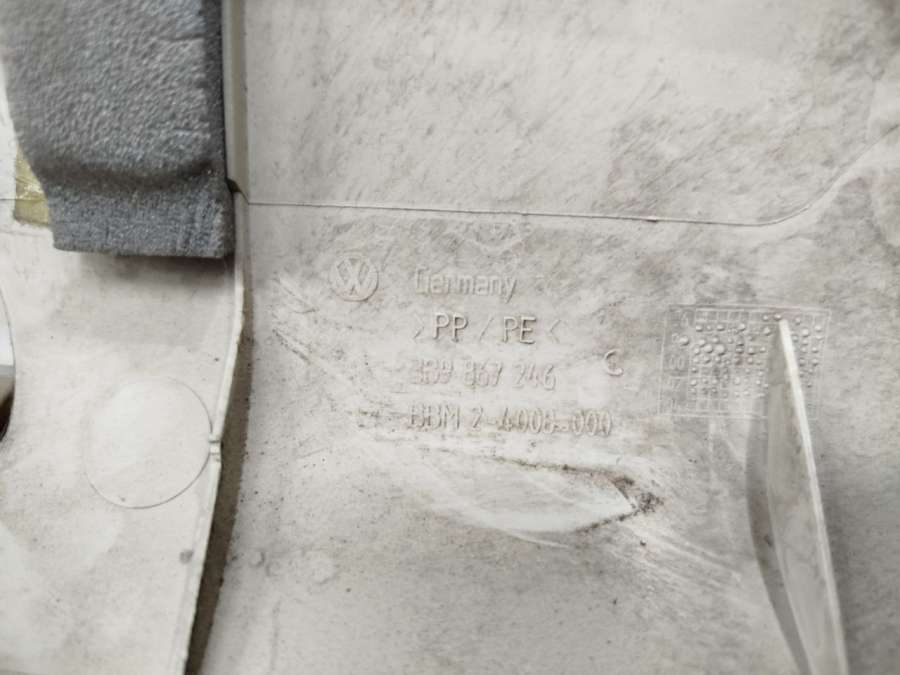 Germany
>PP / PE<
3B9 867 246 C
BBM 2-4008-000